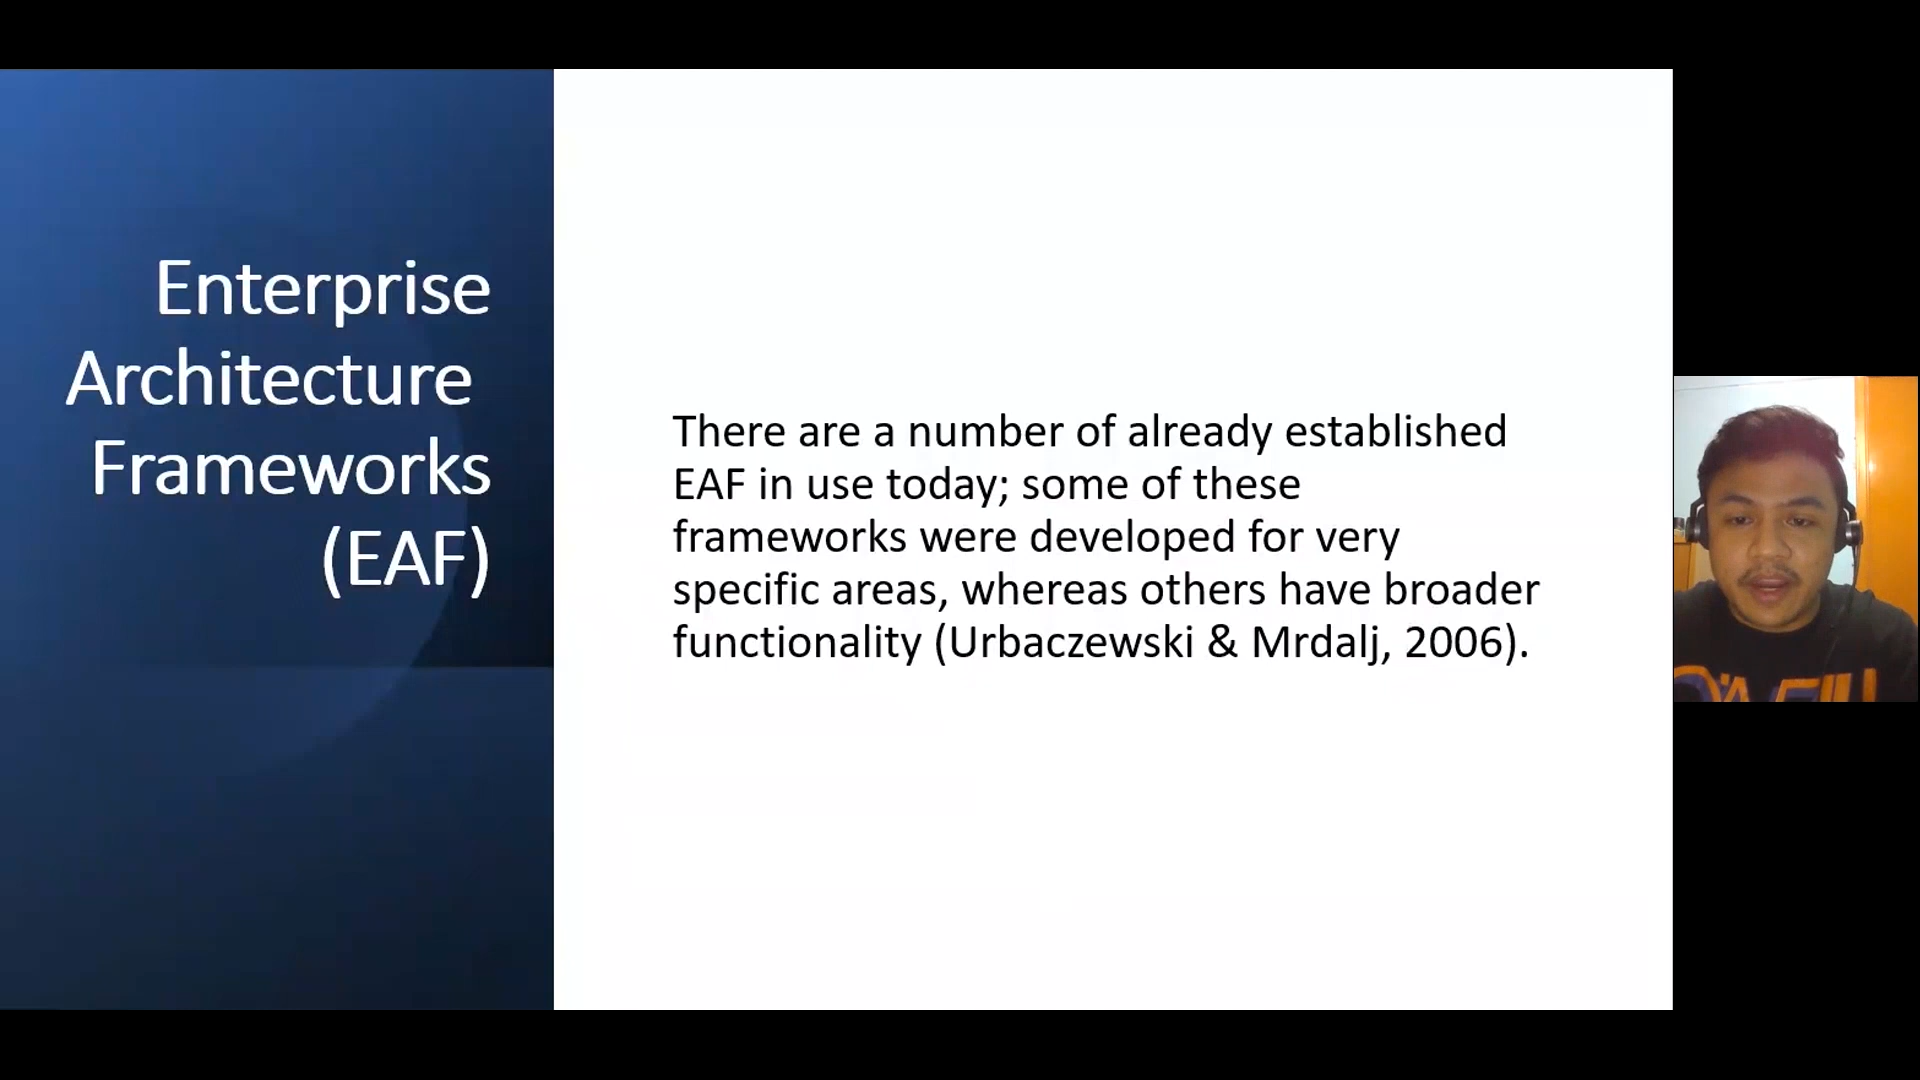 Enterprise
Architecture
Frameworks
(EAF)
There are a number of already established
EAF in use today; some of these
frameworks were developed for very
specific areas, whereas others have broader
functionality (Urbaczewski & Mrdalj, 2006).